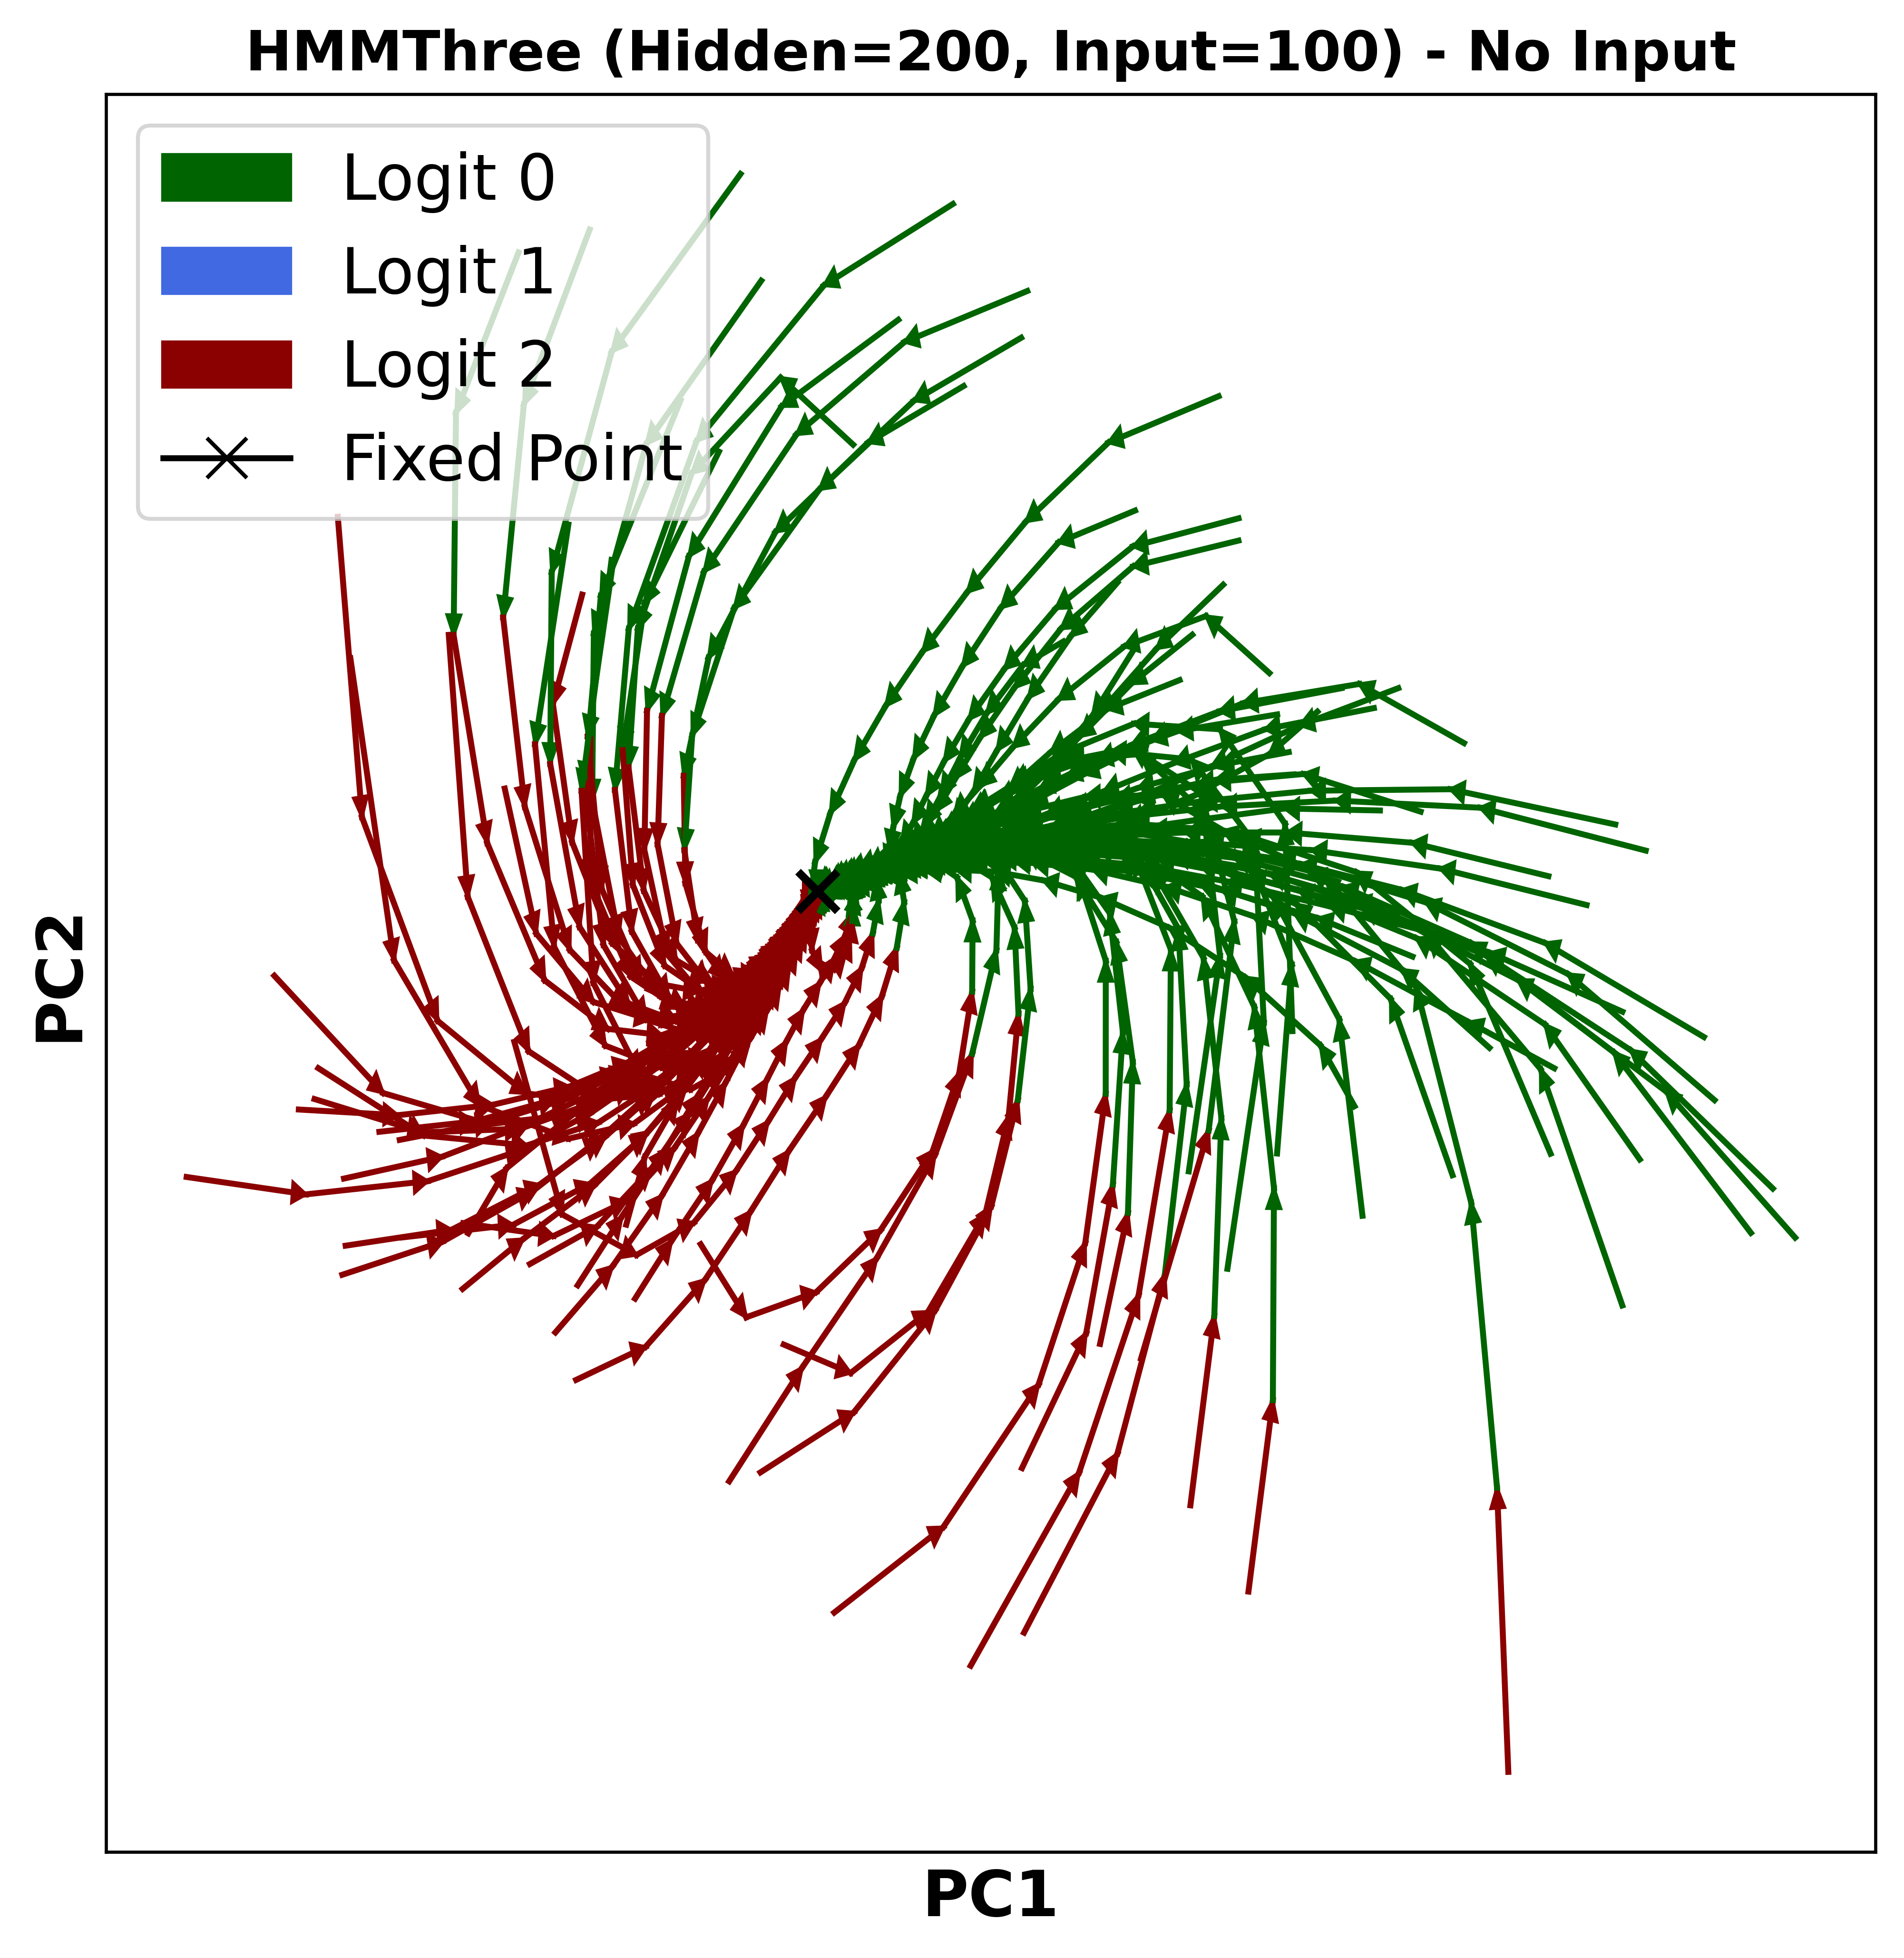 HMMThree (Hidden=200, Input=100) - No Input
Logit 0
Logit 1
Logit 2
Fixed Point
PC2
PC1